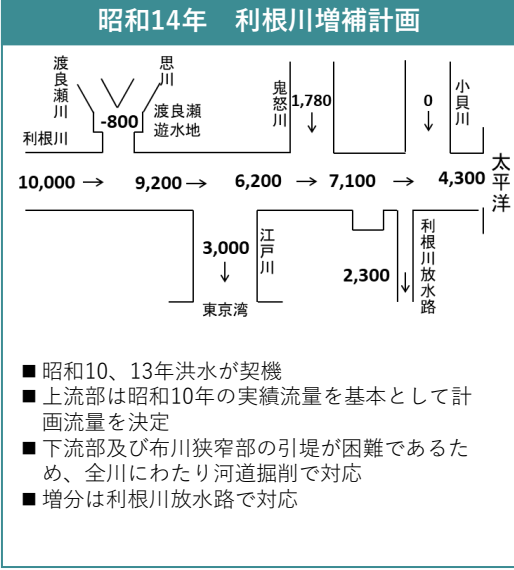 昭和14年　利根川増補計画
渡良瀬川
思川
鬼怒川
小貝川
-800
渡良瀬
遊水地
1,780
0
利根川
太平洋
10,000 →
9,200 →
6,200
→ 7,100 →
4,300
3,000
↓
江戸川
2,300
↓
利根川放水路
東京湾
■ 昭和10、13年洪水が契機
■ 上流部は昭和10年の実績流量を基本として計
画流量を決定
■ 下流部及び布川狭窄部の引堤が困難であるた
め、全川にわたり河道掘削で対応
■ 増分は利根川放水路で対応